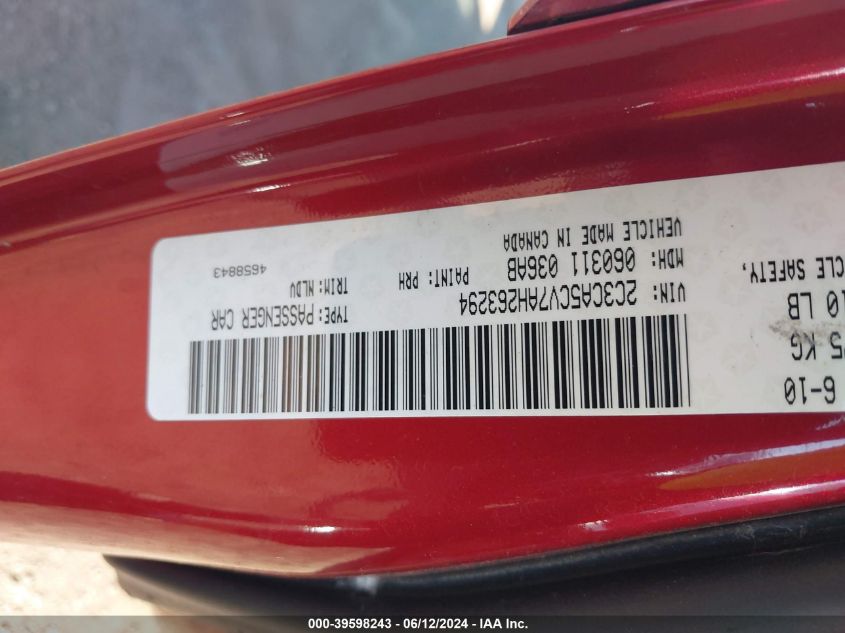 6-10
5 KG
10 LB
CLE SAFETY,
VIN: 2C3CA5CV7AH263294
TYPE: PASSENGER CAR
MDH: 060311 036AB
PAINT: PRH
TRIM: NLDV
VEHICLE MADE IN CANADA
4658843
000-39598243 - 06/12/2024 - IAA Inc.